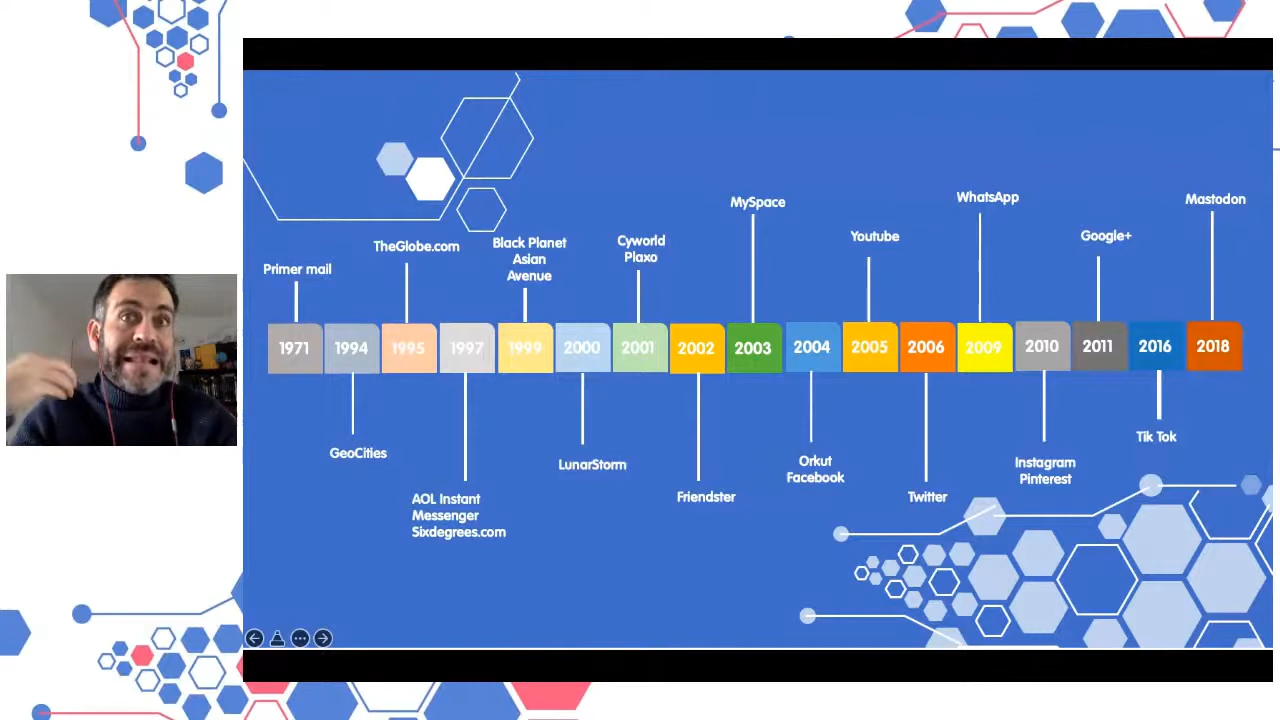 WhatsApp
Mastodon
MySpace
Youtube
Google+
TheGlobe.com
Black Planet
Asian
Avenue
Cyworld
Plaxo
Primer mail
1971
1994
1995
1997
1999
2000
2001
2002
2003
2004
2005
2006
2009
2010
2011
2016
2018
GeoCities
AOL Instant
Messenger
Sixdegrees.com
LunarStorm
Friendster
Orkut
Facebook
Twitter
Instagram
Pinterest
Tik Tok